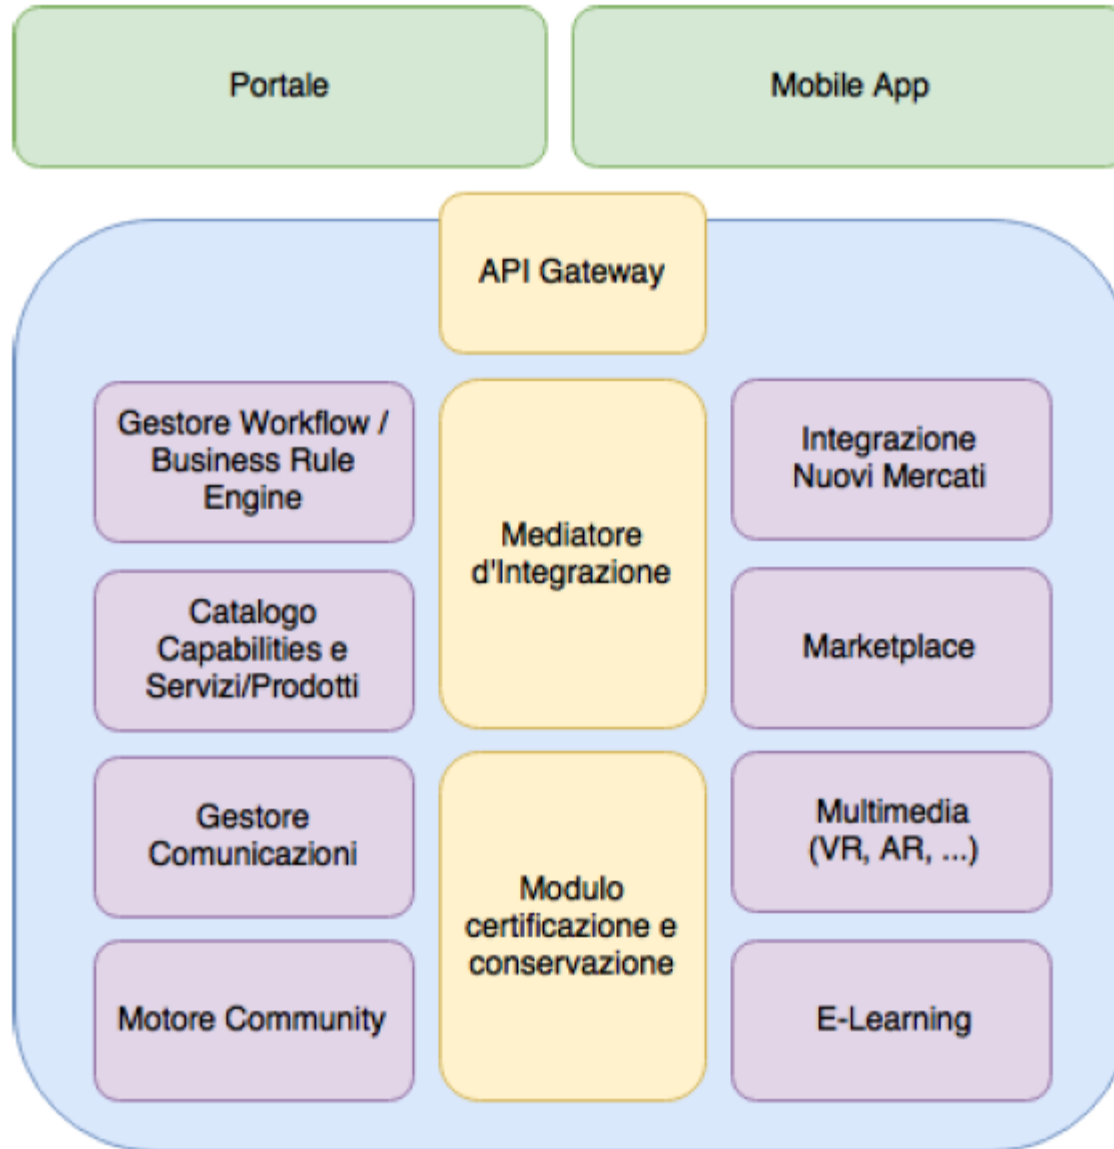 Portale
Mobile App
API Gateway
Gestore Workflow /
Business Rule
Engine
Mediatore
d'Integrazione
Integrazione
Nuovi Mercati
Catalogo
Capabilities e
Servizi/Prodotti
Marketplace
Gestore
Comunicazioni
Modulo
certificazione e
conservazione
Multimedia
(VR, AR, ...)
Motore Community
E-Learning